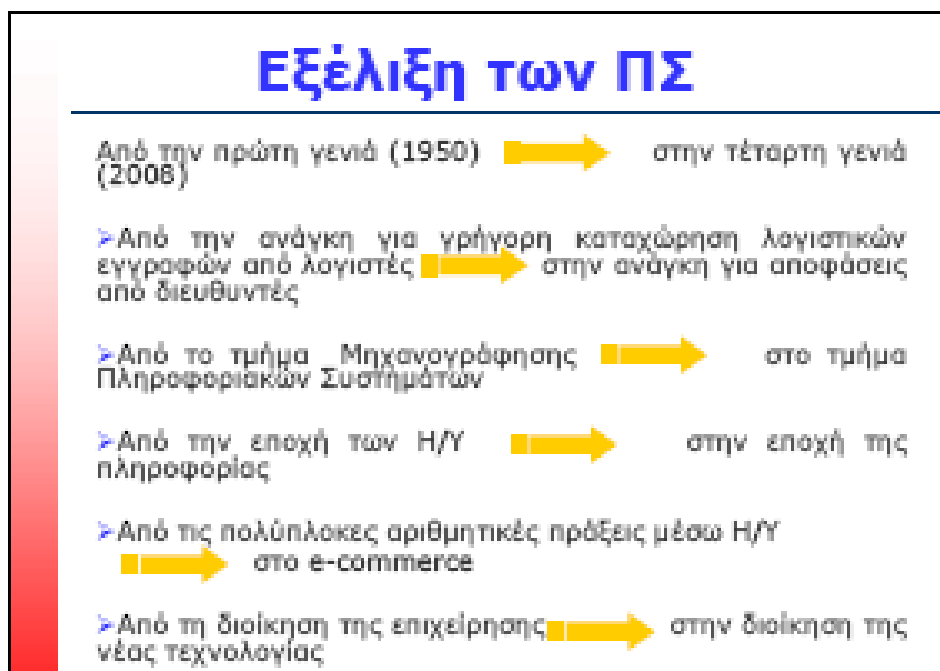 Εξέλιξη των ΠΣ
Από την πρώτη γενιά (1950) στην τέταρτη γενιά
(2008)
➢Από την ανάγκη για γρήγορη καταχώρηση λογιστικών
εγγραφών από λογιστές στην ανάγκη για αποφάσεις
από διευθυντές
➢Από το τμήμα Μηχανογράφησης στο τμήμα
Πληροφοριακών Συστημάτων
➢Από την εποχή των Η/Υ στην εποχή της
πληροφορίας
➢Από τις πολύπλοκες αριθμητικές πράξεις μέσω Η/Υ
στο e-commerce
➢Από τη διοίκηση της επιχείρησης στην διοίκηση της
νέας τεχνολογίας